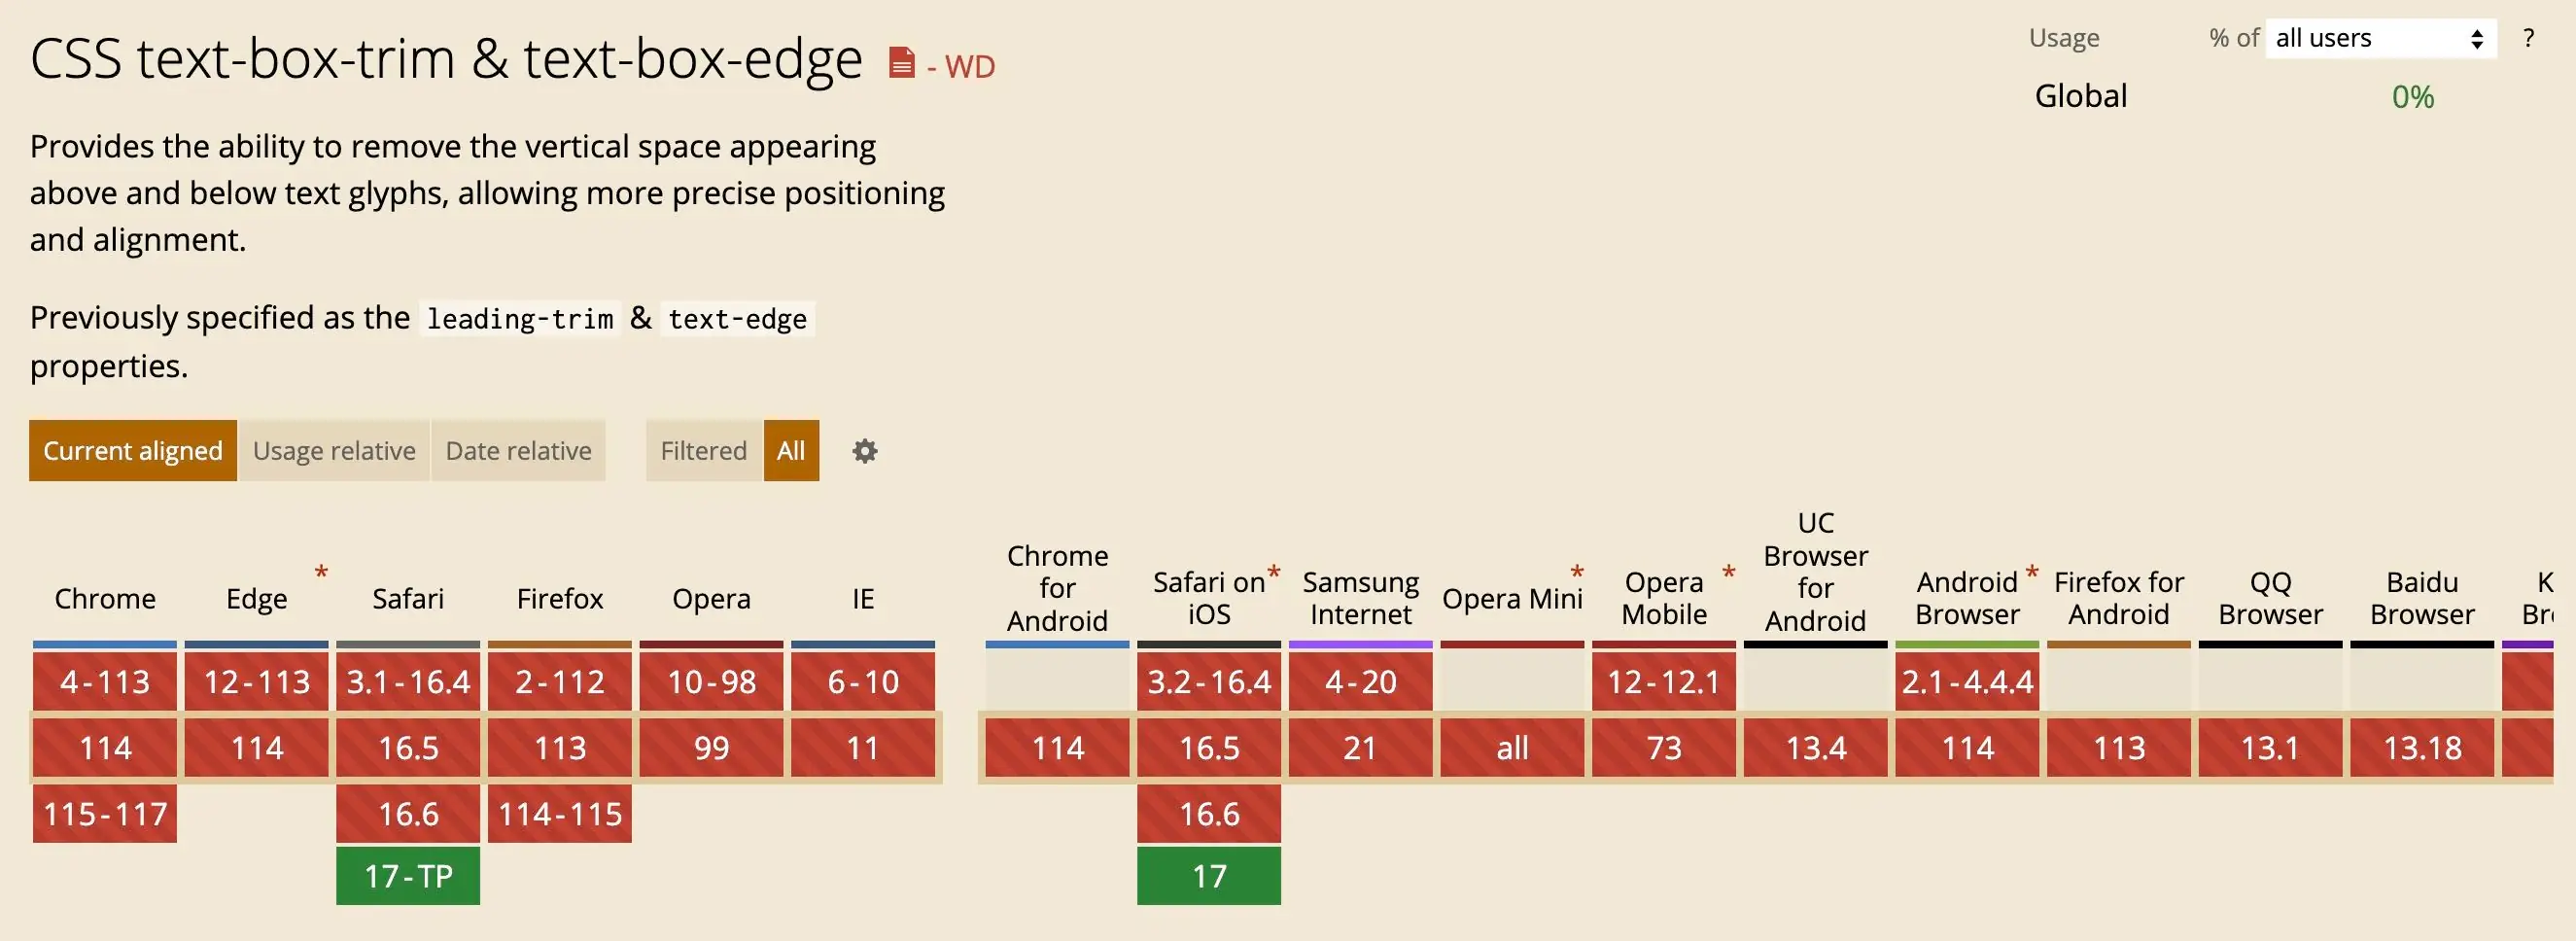 CSS text-box-trim & text-box-edge - WD
Usage % of all users ?
Global 0%
Provides the ability to remove the vertical space appearing
above and below text glyphs, allowing more precise positioning
and alignment.
Previously specified as the leading-trim & text-edge
properties.
Current aligned Usage relative Date relative Filtered All
Chrome
Edge *
Safari
Firefox
Opera
IE
Chrome
for
Android
Safari on *
iOS
Samsung
Internet
Opera Mini *
Opera *
Mobile
UC
Browser
for
Android
Android *
Browser
Firefox for
Android
QQ
Browser
Baidu
Browser
4-113 12-113 3.1-16.4 2-112 10-98 6-10 3.2-16.4 4-20 12-12.1 2.1-4.4.4
114 114 16.5 113 99 11 114 16.5 21 all 73 13.4 114 113 13.1 13.18
115-117 16.6 114-115 16.6
17-TP 17